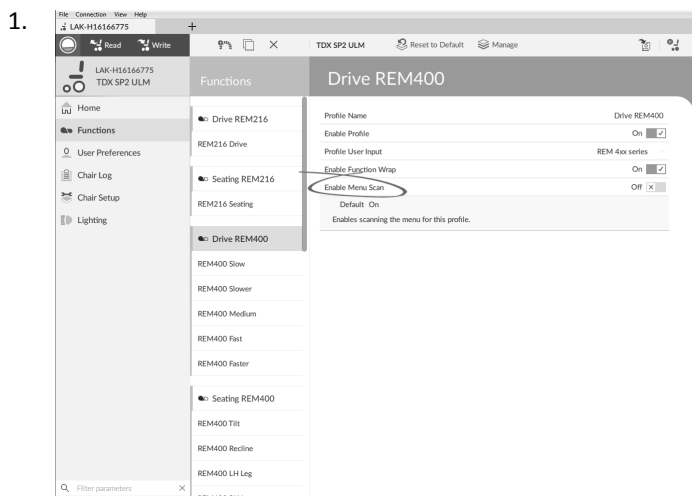 1.
File Connection View Help
LAK-H16166775 +
Read Write TDX SP2 ULM Reset to Default Manage
LAK-H16166775
TDX SP2 ULM
Functions
Drive REM400
Home
Functions
User Preferences
Chair Log
Chair Setup
Lighting
Filter parameters
Drive REM216
REM216 Drive
Seating REM216
REM216 Seating
Drive REM400
REM400 Slow
REM400 Slower
REM400 Medium
REM400 Fast
REM400 Faster
Seating REM400
REM400 Tilt
REM400 Recline
REM400 LH Leg
Profile Name Drive REM400
Enable Profile On
Profile User Input REM 4xx series
Enable Function Wrap On
Enable Menu Scan Off
Default On
Enables scanning the menu for this profile.